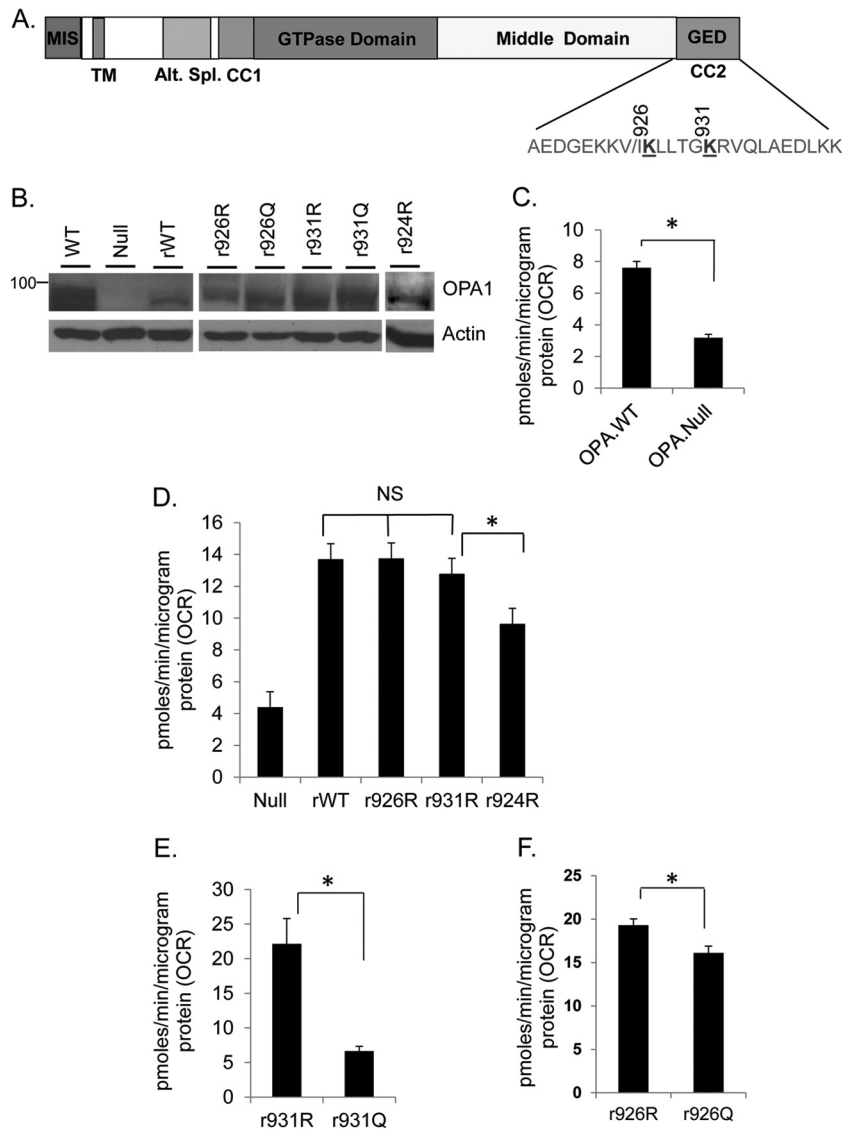 A.
MIS GTPase Domain Middle Domain GED
TM Alt. Spl. CC1 CC2
926 931
AEDGEKKV/IKLLTGKRVQLAEDLKK
B.
WT Null rWT r926R r926Q r931R r931Q r924R
100 OPA1
Actin
C.
pmoles/min/microgram
protein (OCR)
8
6
4
2
0
*
OPA.WT OPA.Null
D.
pmoles/min/microgram
protein (OCR)
16
14
12
10
8
6
4
2
0
NS
*
Null rWT r926R r931R r924R
E.
pmoles/min/microgram
protein (OCR)
30
25
20
15
10
5
0
*
r931R r931Q
F.
pmoles/min/microgram
protein (OCR)
25
20
15
10
5
0
*
r926R r926Q